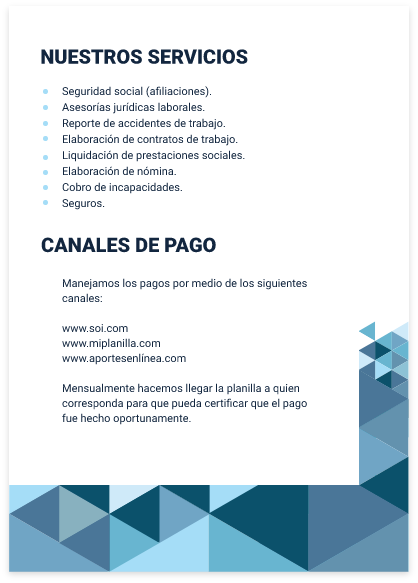 NUESTROS SERVICIOS
Seguridad social (afiliaciones).
Asesorías jurídicas laborales.
Reporte de accidentes de trabajo.
Elaboración de contratos de trabajo.
Liquidación de prestaciones sociales.
Elaboración de nómina.
Cobro de incapacidades.
Seguros.
CANALES DE PAGO
Manejamos los pagos por medio de los siguientes
canales:
www.soi.com
www.miplanilla.com
www.aportesenlínea.com
Mensualmente hacemos llegar la planilla a quien
corresponda para que pueda certificar que el pago
fue hecho oportunamente.